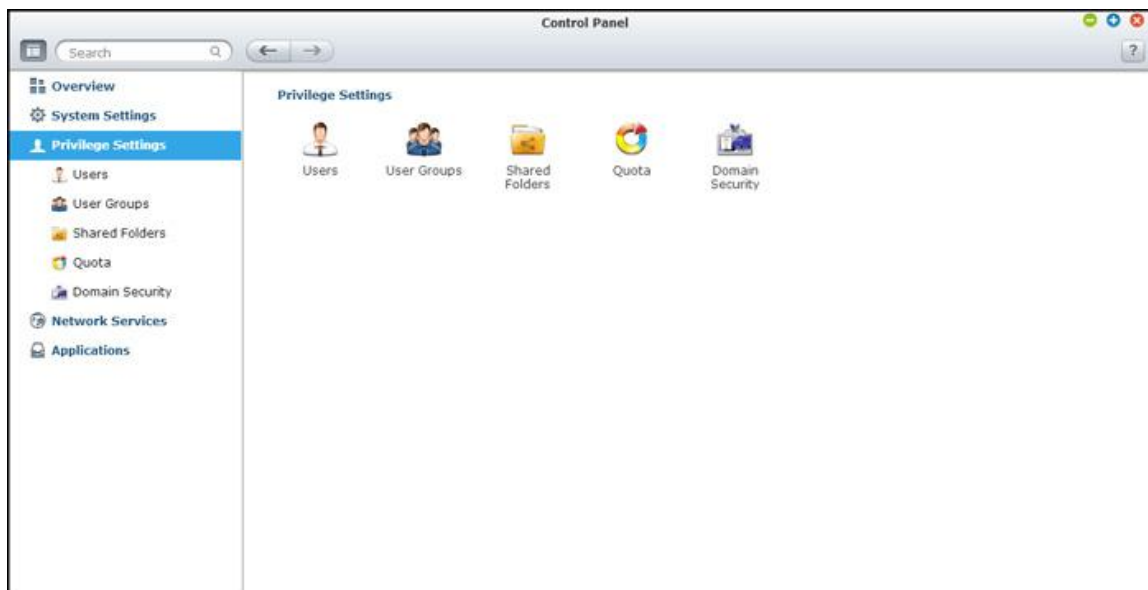 Control Panel
Search
?
Overview
System Settings
Privilege Settings
Users
User Groups
Shared Folders
Quota
Domain Security
Network Services
Applications
Privilege Settings
Users
User Groups
Shared
Folders
Quota
Domain
Security